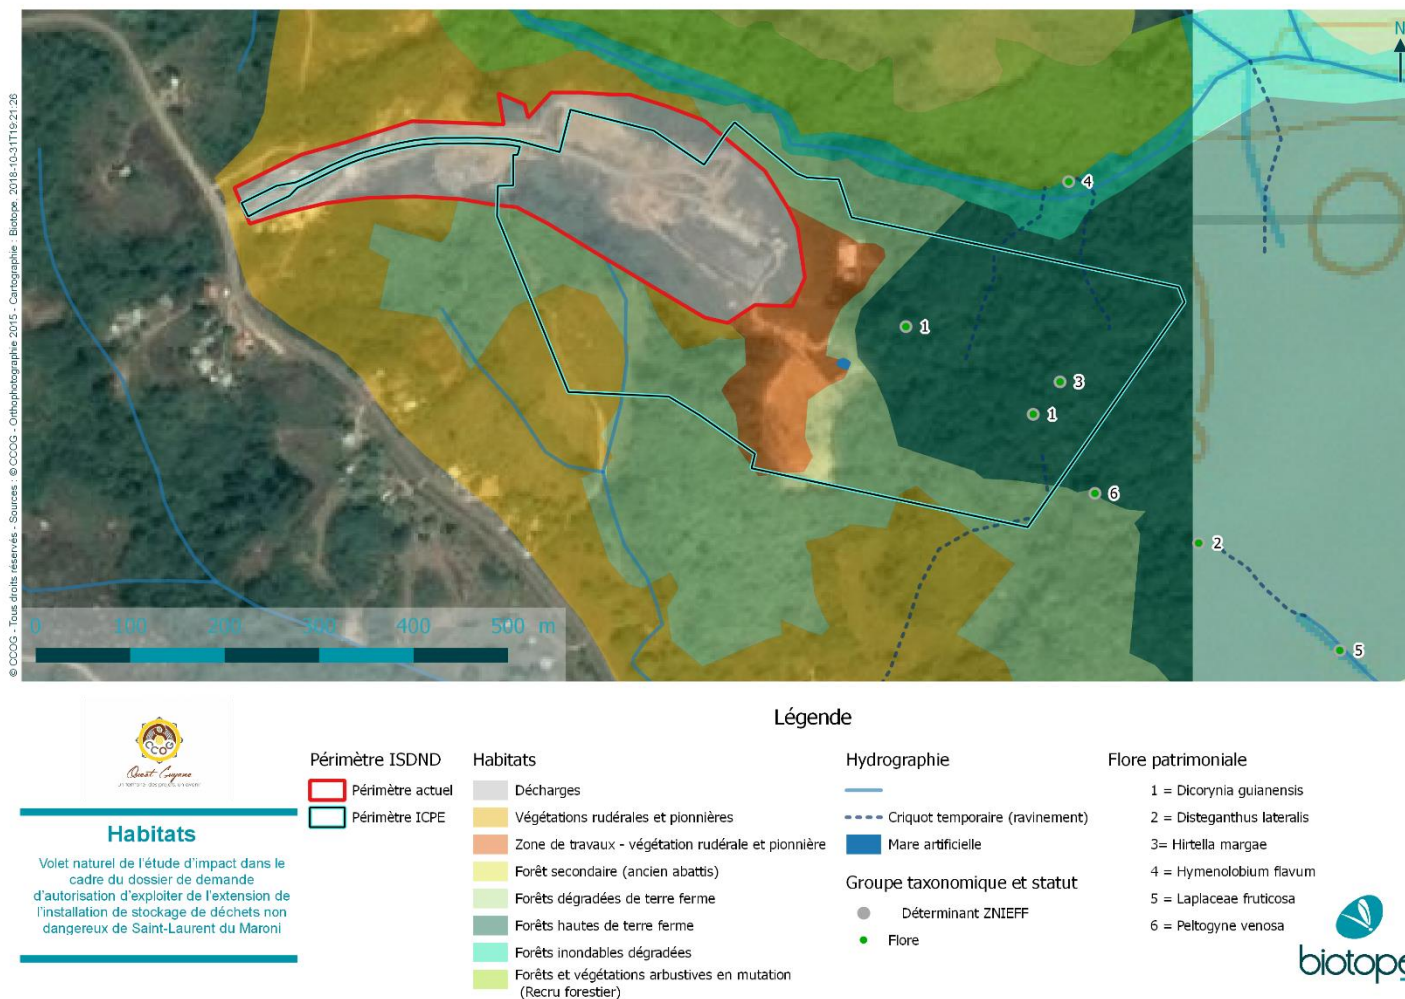 © CCOG - Tous droits réservés - Sources : © CCOG - Orthophotographie 2015 - Cartographie : Biotope, 2018-10-31T19:21:26
N
4
1
3
1
6
2
5
0 100 200 300 400 500 m
CCOG
Ouest Guyane
Habitats
Volet naturel de l'étude d'impact dans le
cadre du dossier de demande
d'autorisation d'exploiter de l'extension de
l'installation de stockage de déchets non
dangereux de Saint-Laurent du Maroni
Légende
Périmètre ISDND
Périmètre actuel
Périmètre ICPE
Habitats
Décharges
Végétations rudérales et pionnières
Zone de travaux - végétation rudérale et pionnière
Forêt secondaire (ancien abattis)
Forêts dégradées de terre ferme
Forêts hautes de terre ferme
Forêts inondables dégradées
Forêts et végétations arbustives en mutation
(Recru forestier)
Hydrographie
Criquot temporaire (ravinement)
Mare artificielle
Groupe taxonomique et statut
Déterminant ZNIEFF
Flore
Flore patrimoniale
1 = Dicorynia guianensis
2 = Disteganthus lateralis
3= Hirtella margae
4 = Hymenolobium flavum
5 = Laplaceae fruticosa
6 = Peltogyne venosa
biotope